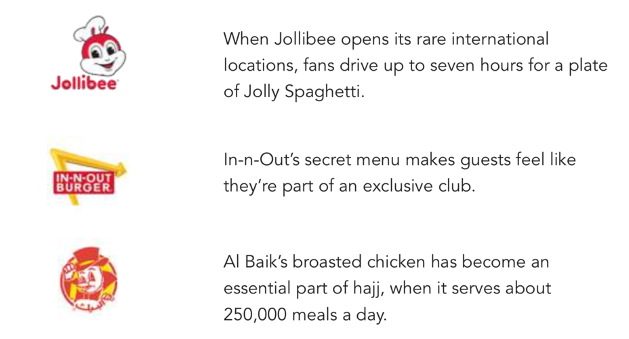 When Jollibee opens its rare international
locations, fans drive up to seven hours for a plate
of Jolly Spaghetti.
Jollibee
In-n-Out's secret menu makes guests feel like
they're part of an exclusive club.
IN-N-OUT
BURGER
Al Baik's broasted chicken has become an
essential part of hajj, when it serves about
250,000 meals a day.